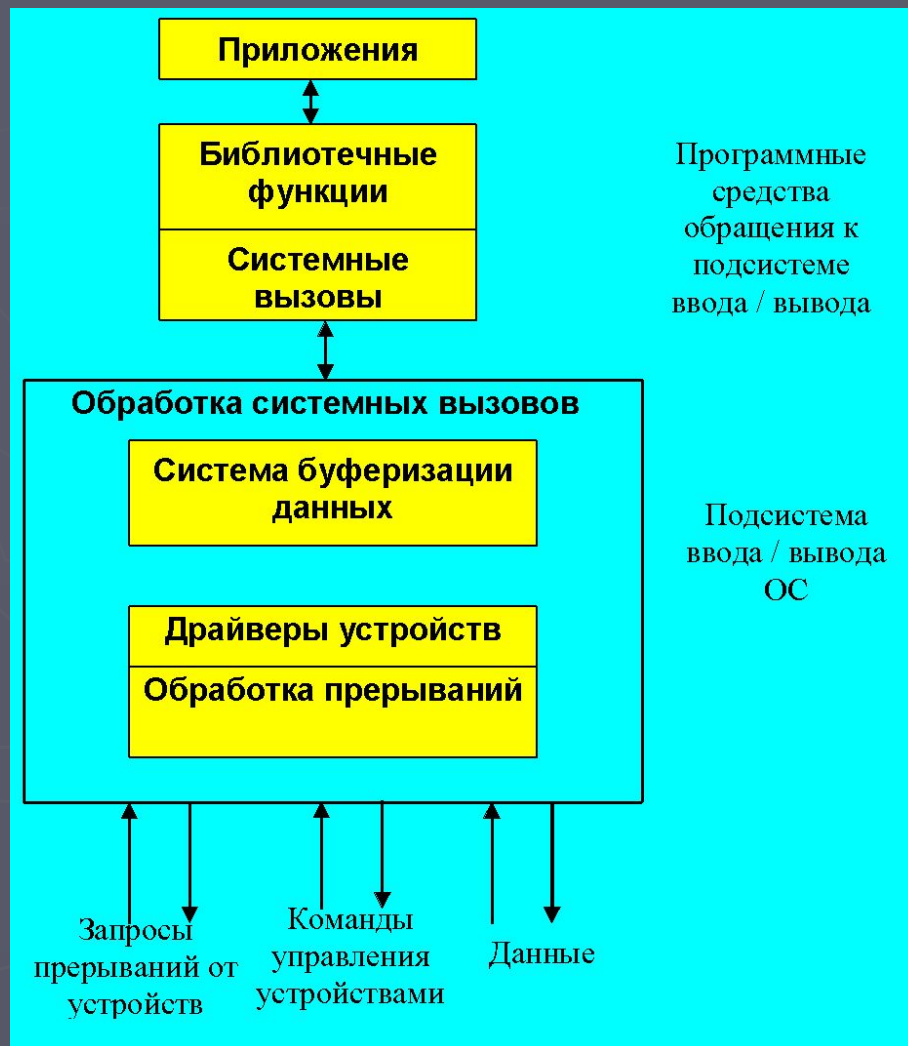 Приложения
Библиотечные
функции
Системные
вызовы
Программные
средства
обращения к
подсистеме
ввода / вывода
Обработка системных вызовов
Система буферизации
данных
Драйверы устройств
Обработка прерываний
Подсистема
ввода / вывода
ОС
Запросы
прерываний от
устройств
Команды
управления
устройствами
Данные